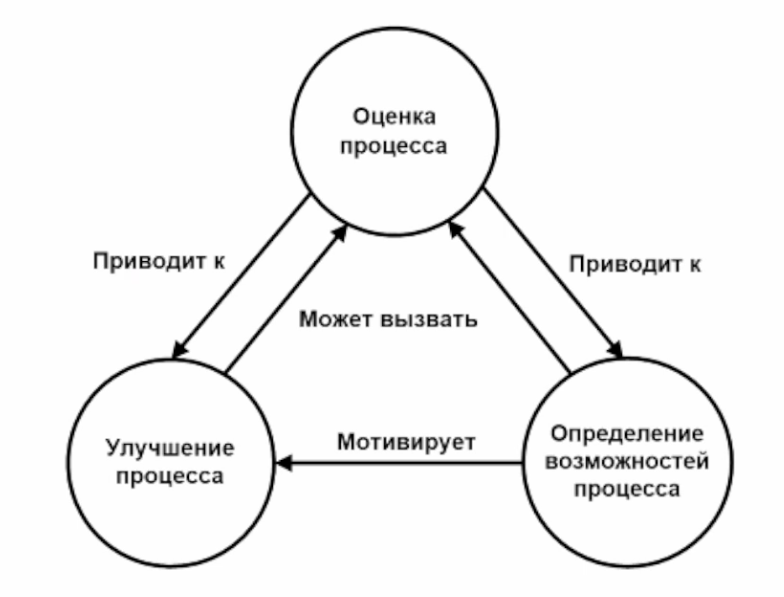 Оценка
процесса
Приводит к
Приводит к
Может вызвать
Мотивирует
Улучшение
процесса
Определение
возможностей
процесса